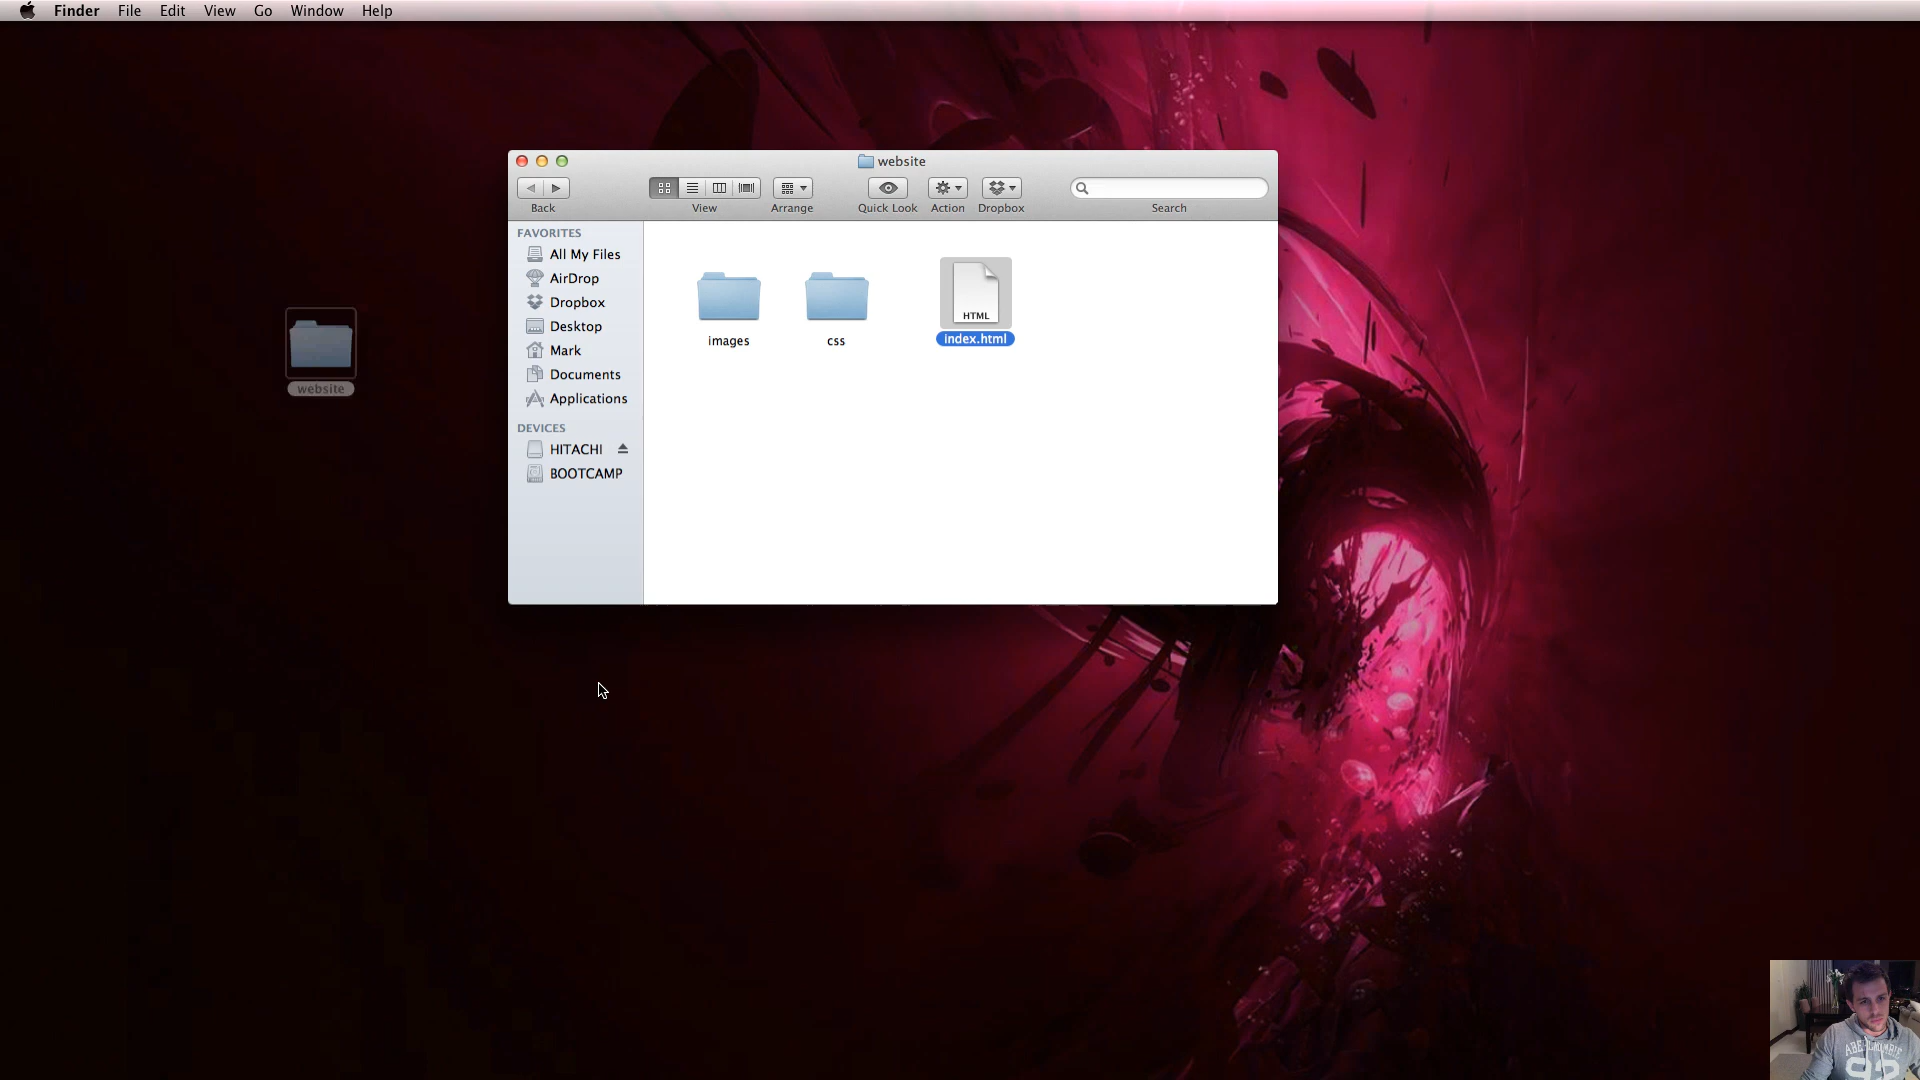 Finder File Edit View Go Window Help
website
Back View Arrange Quick Look Action Dropbox Search
FAVORITES
All My Files
AirDrop
Dropbox
Desktop
Mark
Documents
Applications
DEVICES
HITACHI
BOOTCAMP
HTML
images css index.html
website